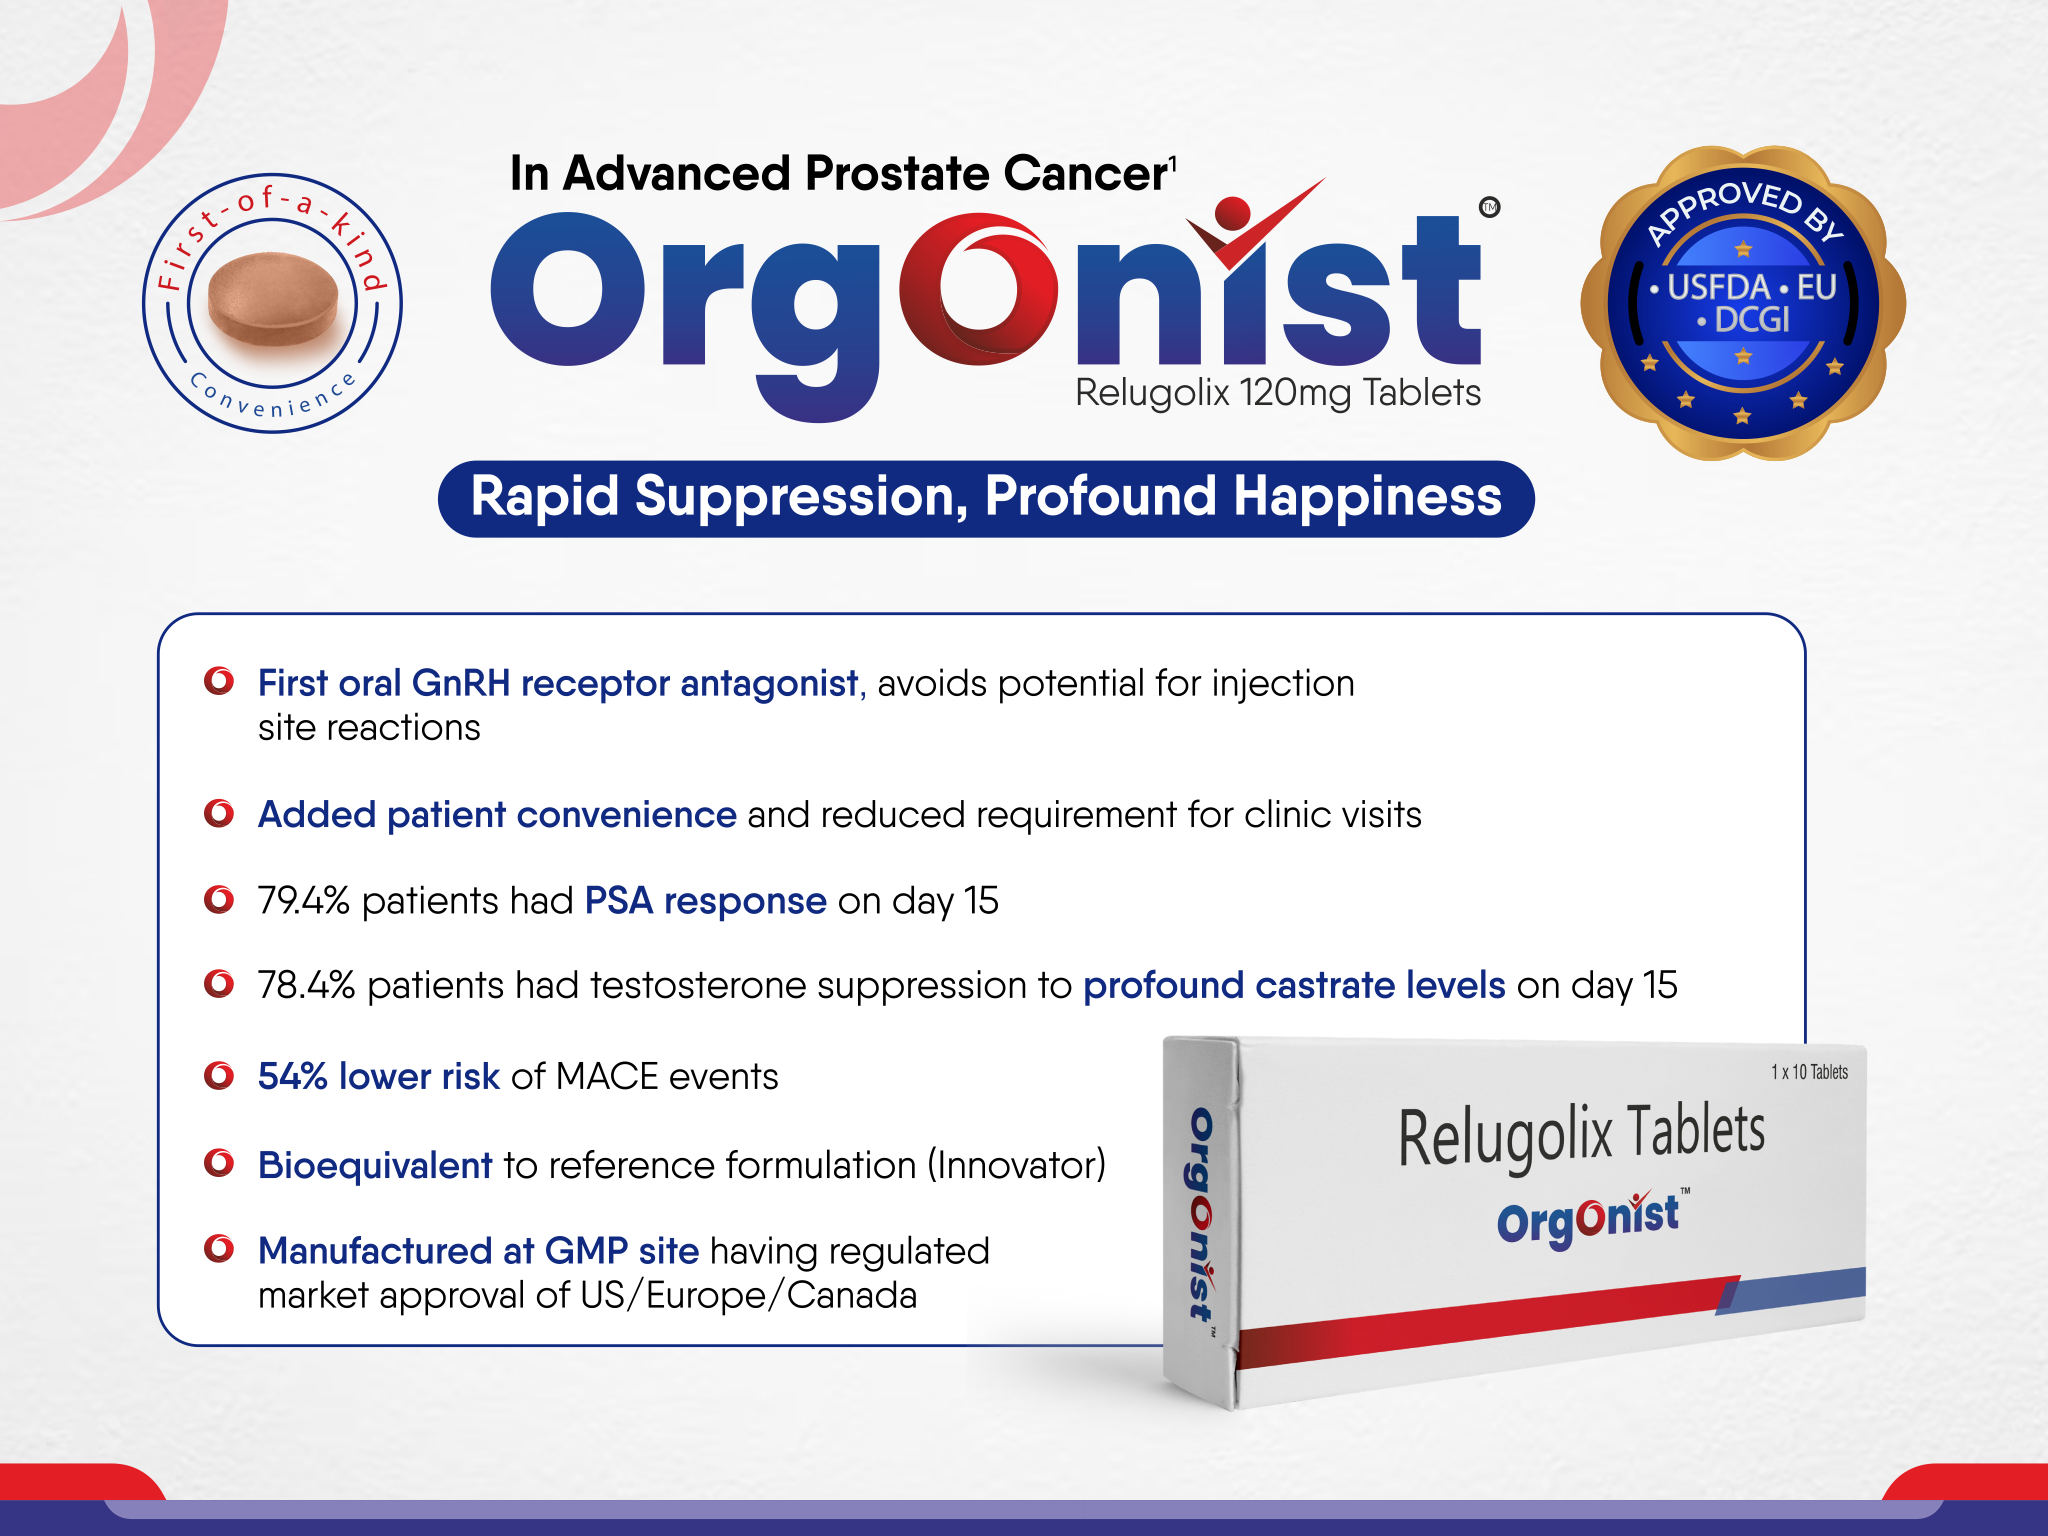 In Advanced Prostate Cancer¹
OrgOnist™
Relugolix 120mg Tablets
First-of-a-kind
Convenience
APPROVED BY
• USFDA • EU
• DCGI
Rapid Suppression, Profound Happiness
First oral GnRH receptor antagonist, avoids potential for injection
site reactions
Added patient convenience and reduced requirement for clinic visits
79.4% patients had PSA response on day 15
78.4% patients had testosterone suppression to profound castrate levels on day 15
54% lower risk of MACE events
Bioequivalent to reference formulation (Innovator)
Manufactured at GMP site having regulated
market approval of US/Europe/Canada
1 x 10 Tablets
Relugolix Tablets
OrgOnist™
OrgOnist™